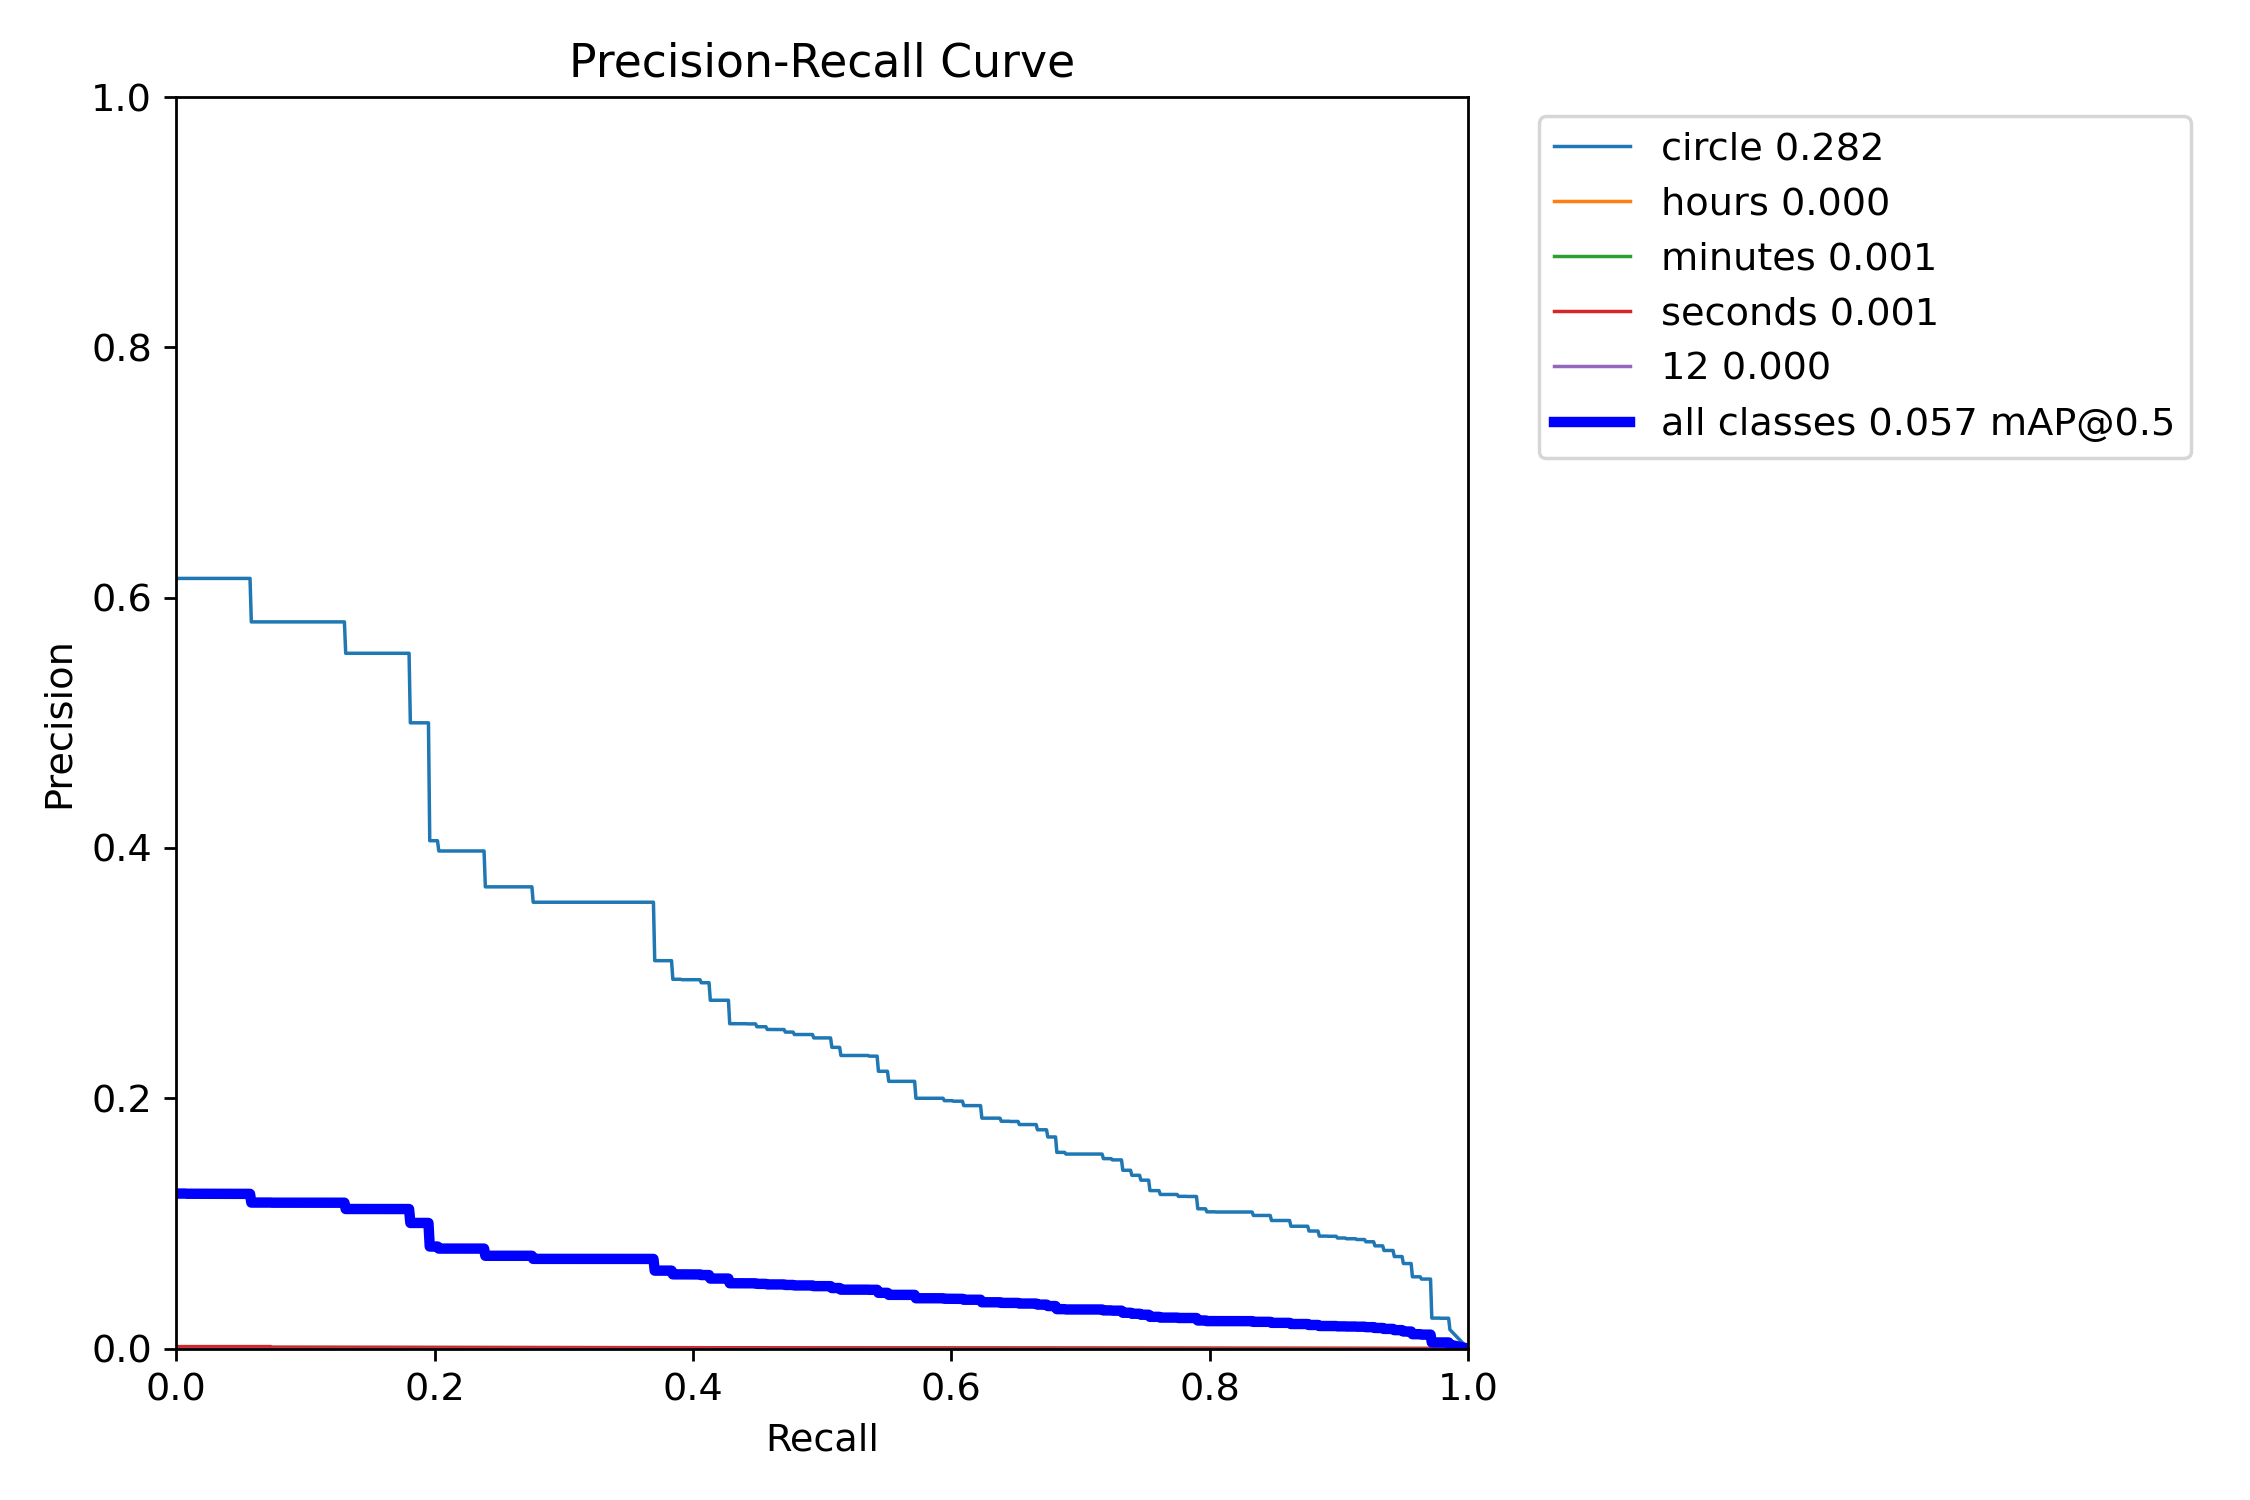 Precision-Recall Curve
1.0
0.8
0.6
0.4
0.2
0.0
Precision
0.0 0.2 0.4 0.6 0.8 1.0
Recall
circle 0.282
hours 0.000
minutes 0.001
seconds 0.001
12 0.000
all classes 0.057 mAP@0.5